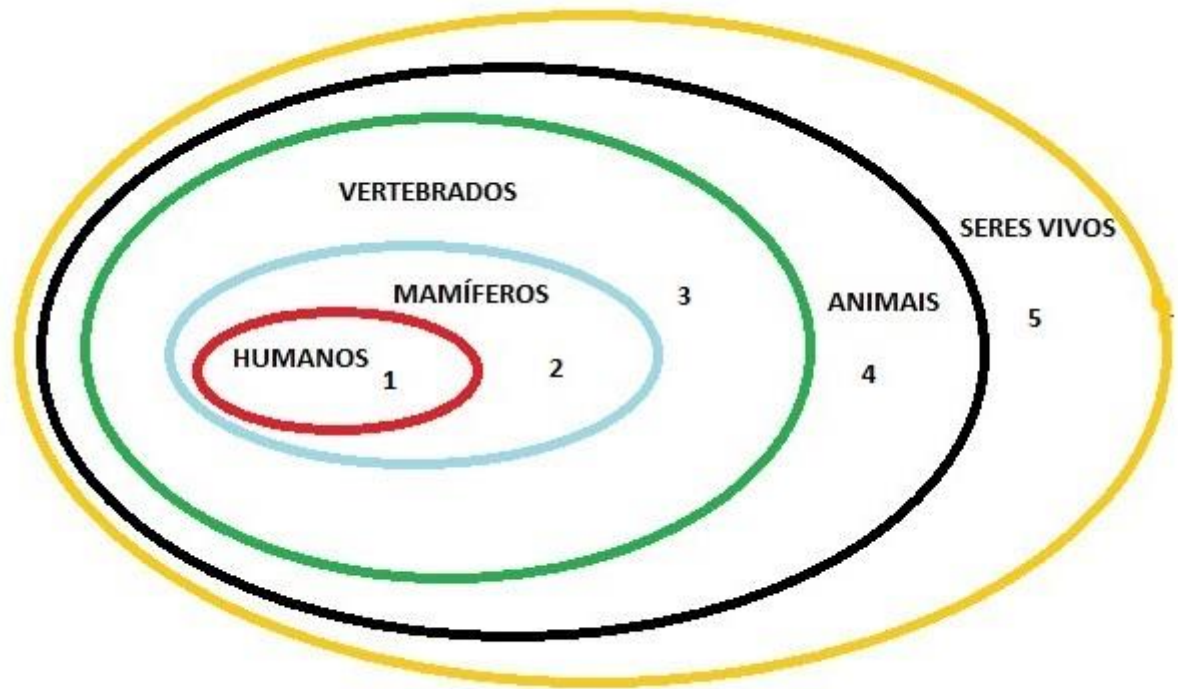 VERTEBRADOS
SERES VIVOS
MAMÍFEROS
3
ANIMAIS
5
HUMANOS
1
2
4